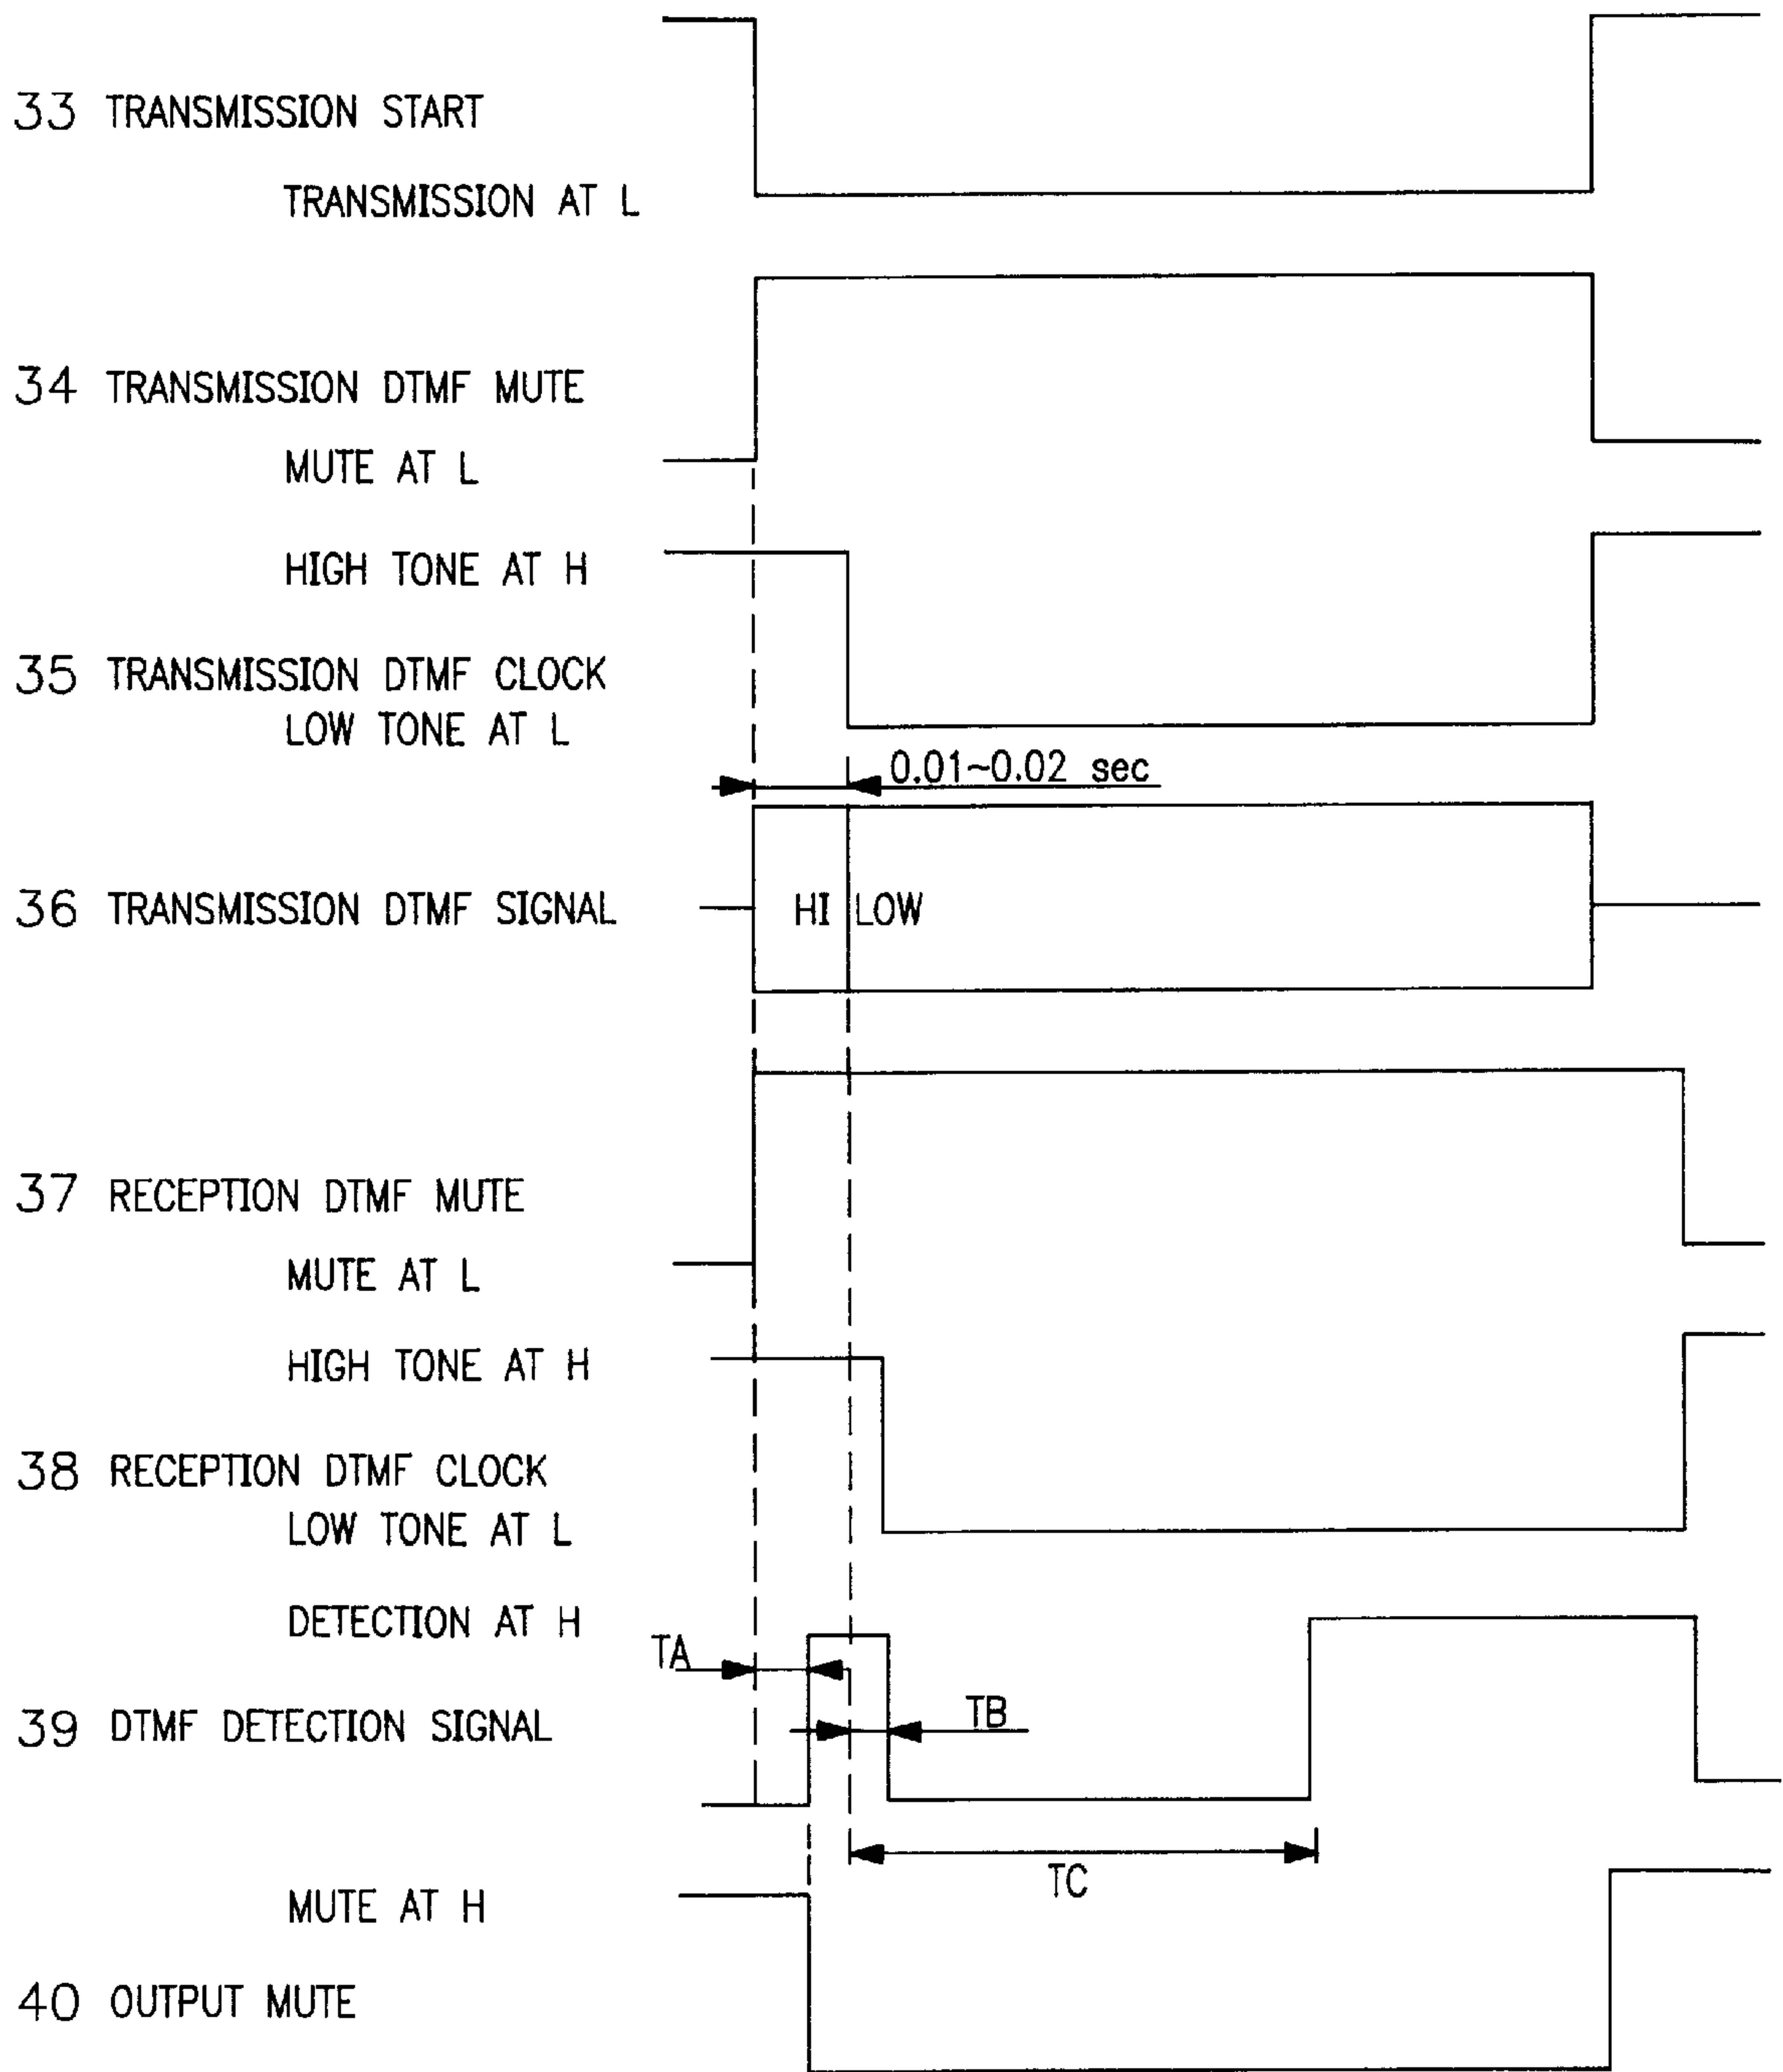 33 TRANSMISSION START
TRANSMISSION AT L
34 TRANSMISSION DTMF MUTE
MUTE AT L
HIGH TONE AT H
35 TRANSMISSION DTMF CLOCK
LOW TONE AT L
0.01~0.02 sec
36 TRANSMISSION DTMF SIGNAL
HI LOW
37 RECEPTION DTMF MUTE
MUTE AT L
HIGH TONE AT H
38 RECEPTION DTMF CLOCK
LOW TONE AT L
DETECTION AT H
TA
39 DTMF DETECTION SIGNAL
TB
TC
MUTE AT H
40 OUTPUT MUTE